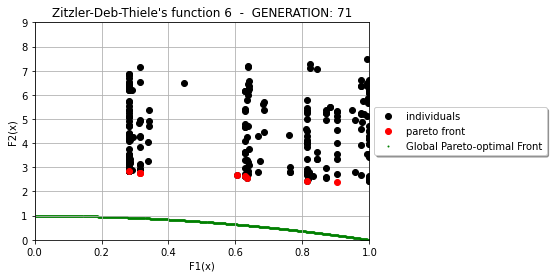 Zitzler-Deb-Thiele's function 6 - GENERATION: 71
9
8
7
6
5
4
3
2
1
0
F2(x)
0.0 0.2 0.4 0.6 0.8 1.0
F1(x)
individuals
pareto front
Global Pareto-optimal Front